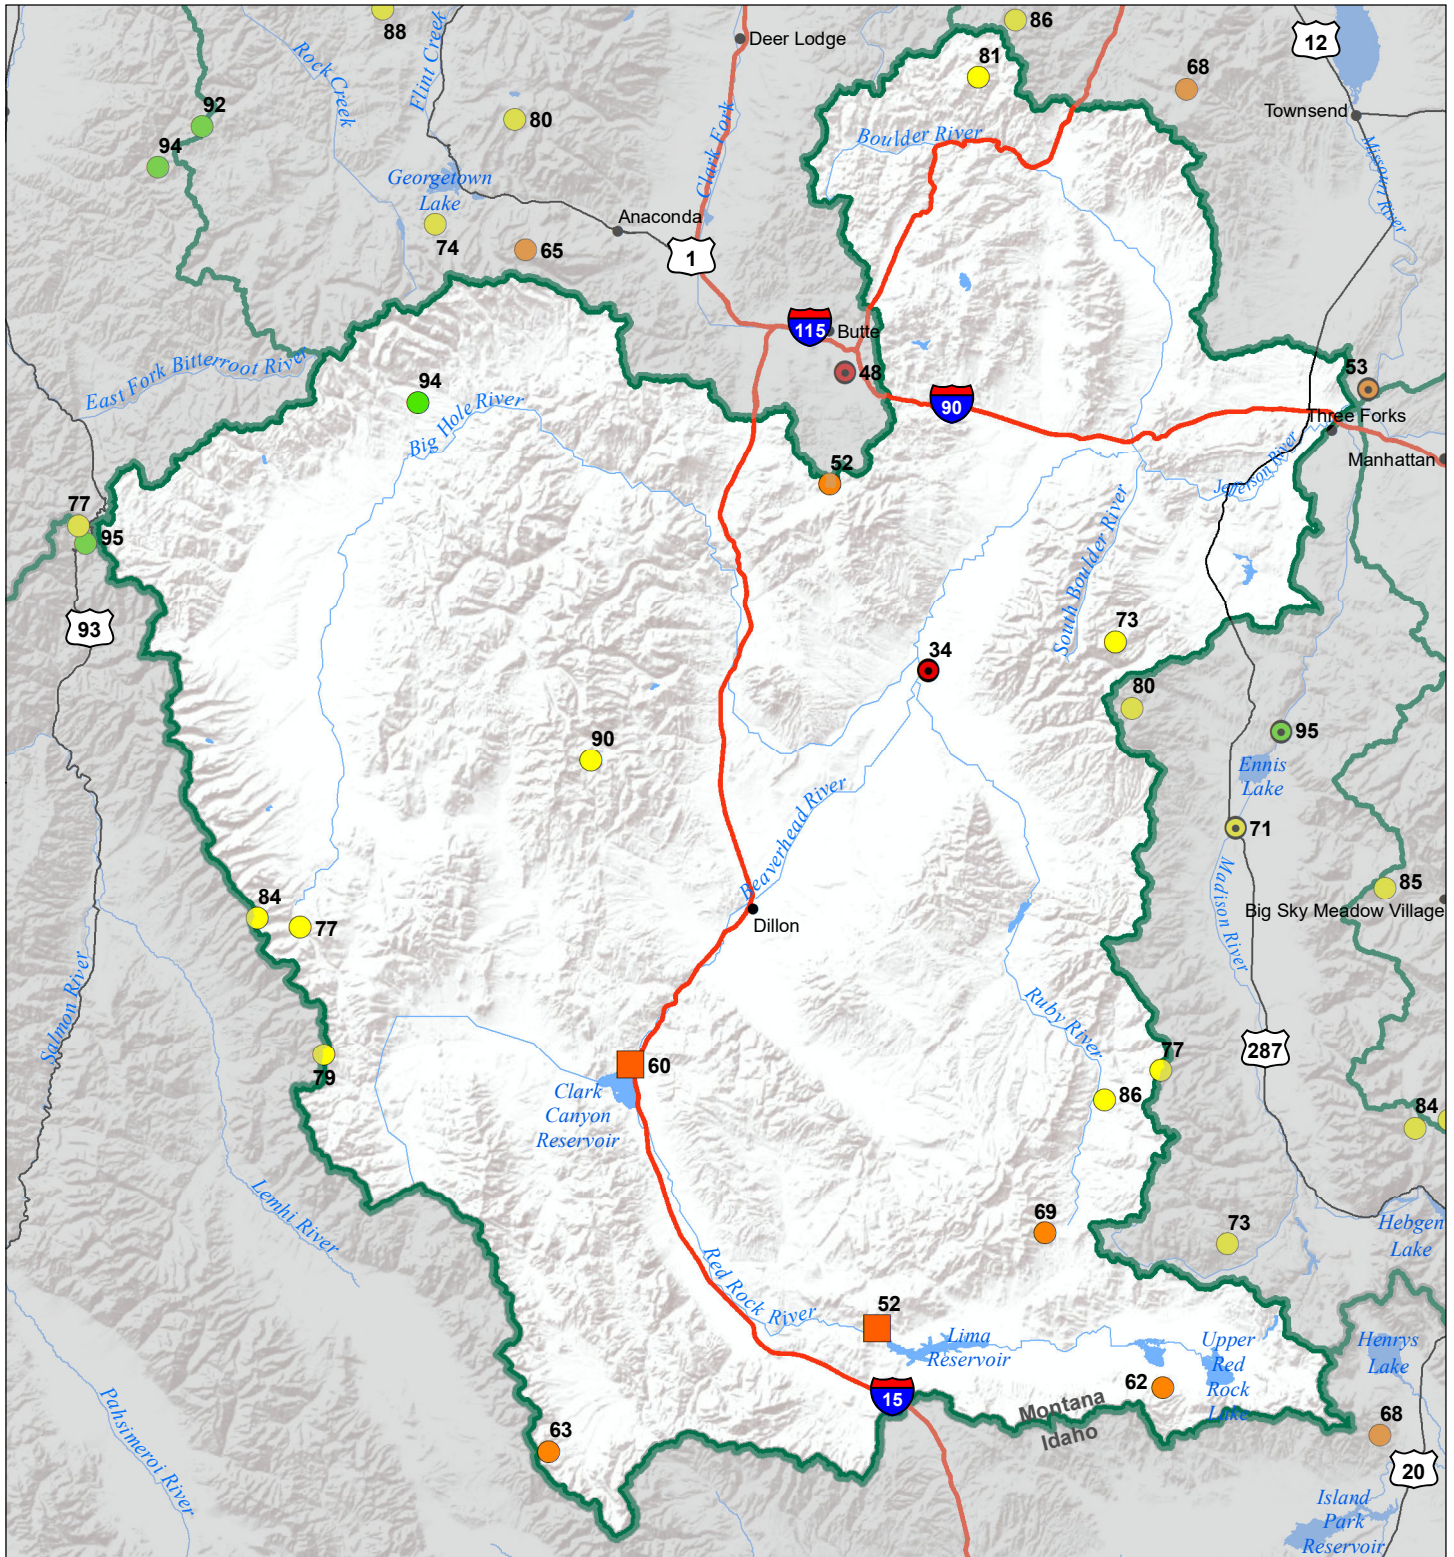 88
86
Deer Lodge
12
81
68
Rock Creek
Flint Creek
92
80
Clark Fork
Townsend
Boulder River
Missouri River
94
Georgetown
Lake
Anaconda
74
65
1
115
Butte
48
53
East Fork Bitterroot River
94
Big Hole River
90
Three Forks
Manhattan
Jefferson River
52
77
95
South Boulder River
93
73
34
80
95
90
Ennis
Lake
Beaverhead River
71
85
Madison River
Big Sky Meadow Village
84
77
Dillon
Salmon River
Ruby River
287
77
79
60
86
Clark
Canyon
Reservoir
84
Lemhi River
69
73
Hebgen
Lake
Red Rock River
52
Lima
Reservoir
Upper
Red
Rock
Lake
Henrys
Lake
62
15
Montana
Idaho
Pahsimeroi River
63
68
20
Island
Park
Reservoir